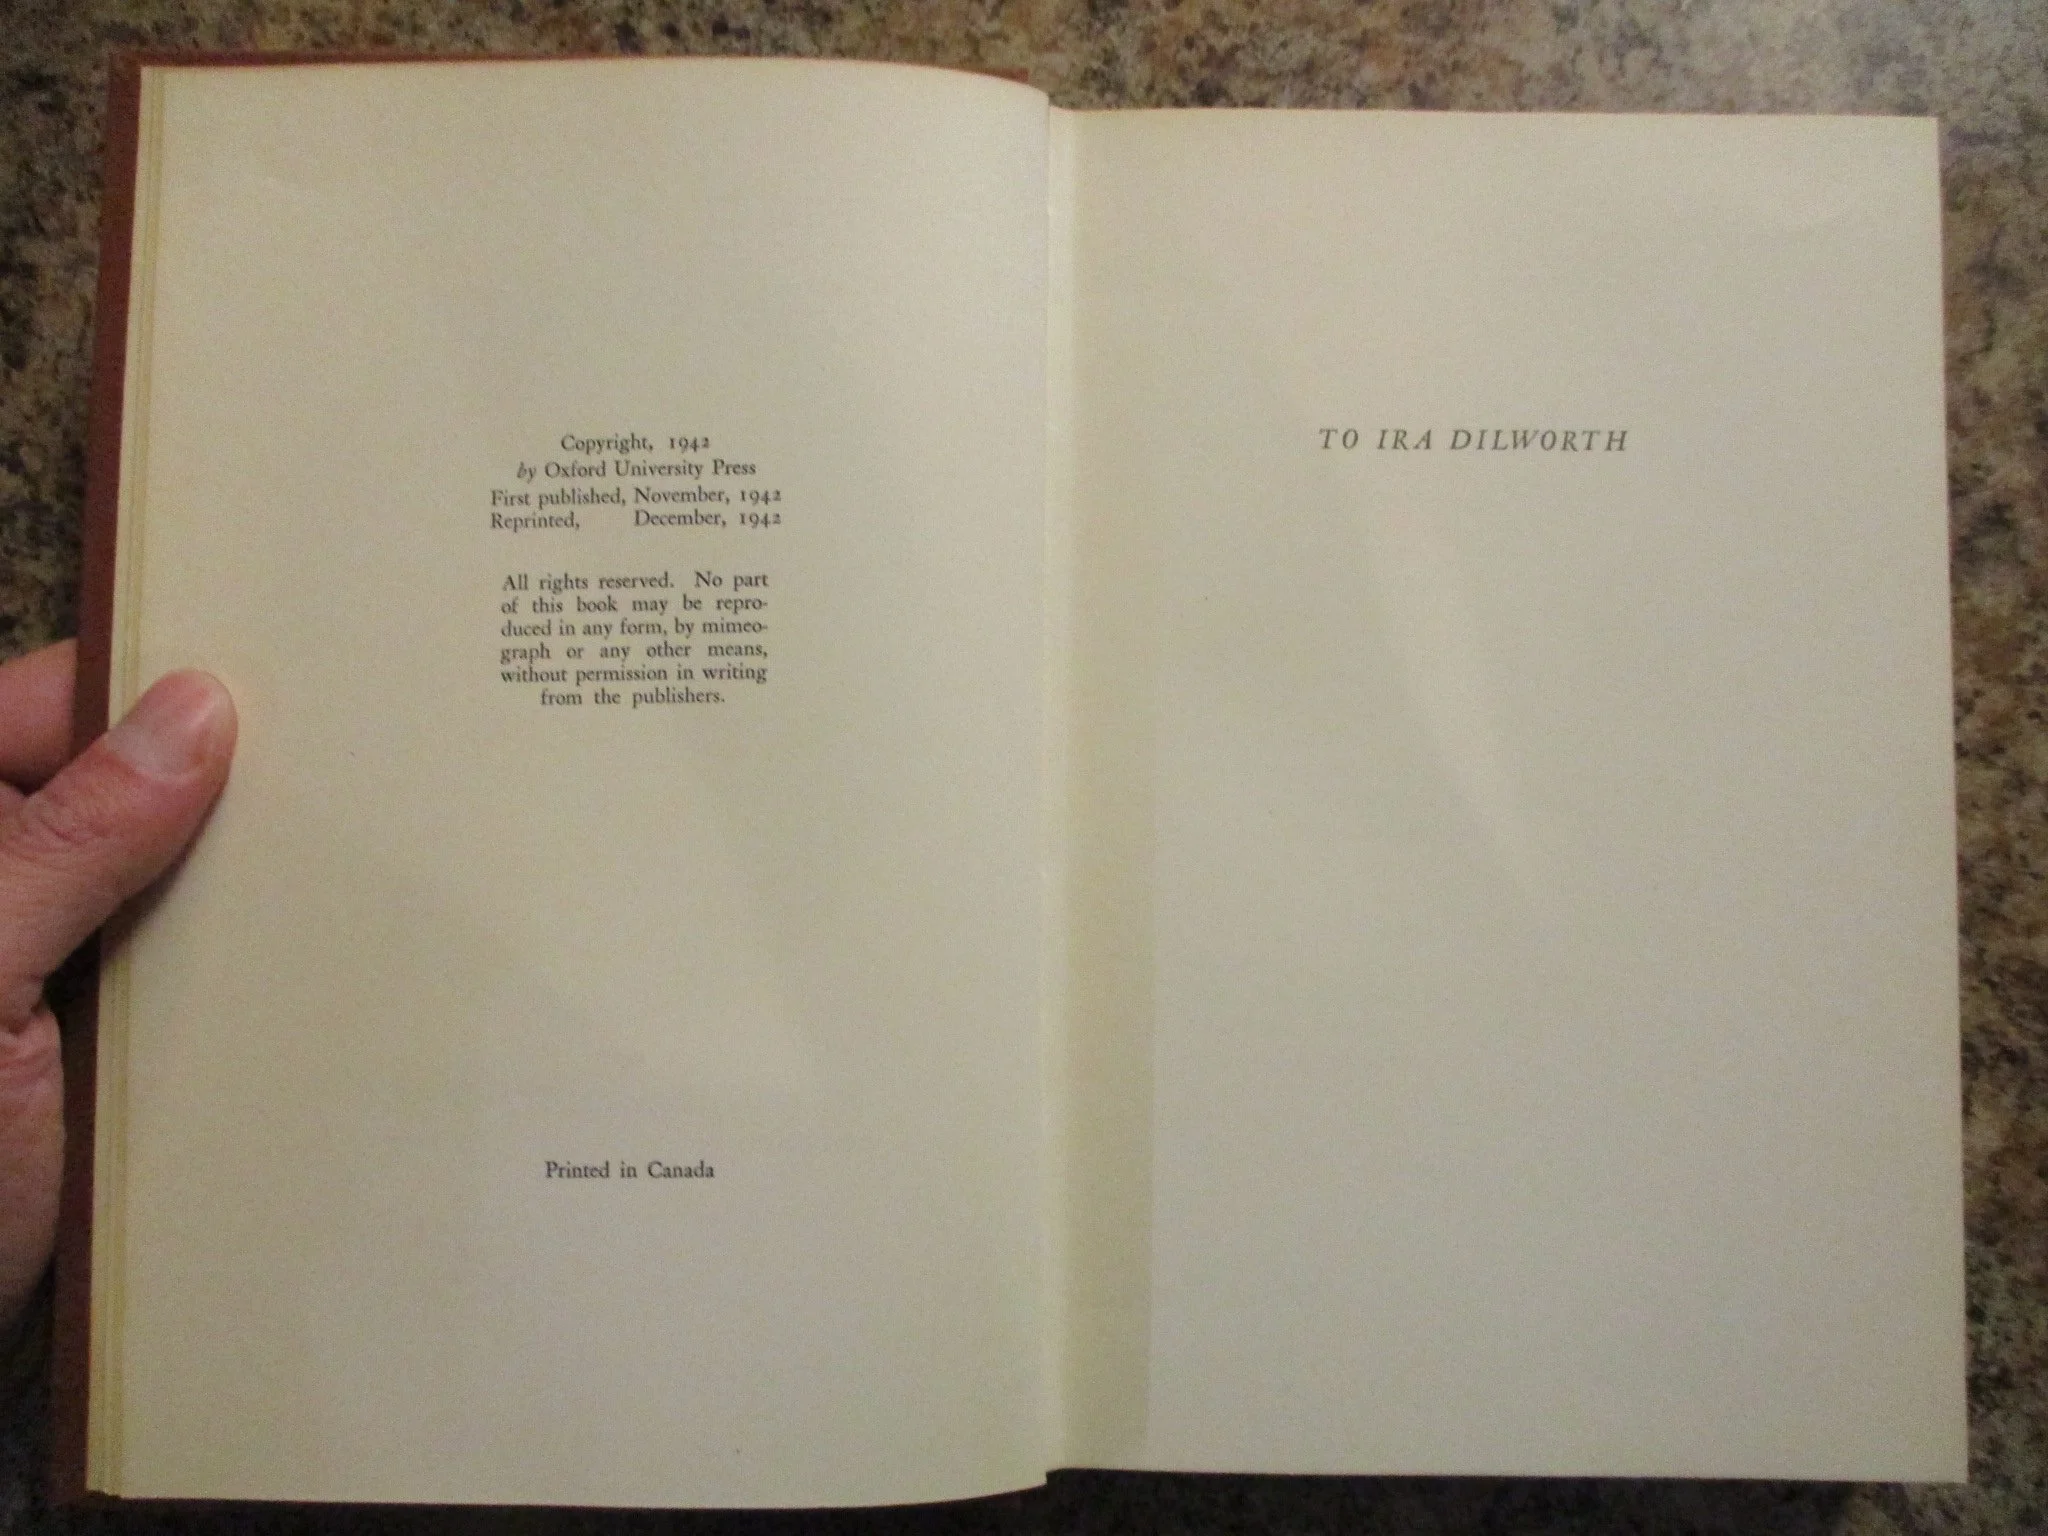 Copyright, 1942
by Oxford University Press
First published, November, 1942
Reprinted, December, 1942
All rights reserved. No part
of this book may be repro-
duced in any form, by mimeo-
graph or any other means,
without permission in writing
from the publishers.
Printed in Canada
TO IRA DILWORTH